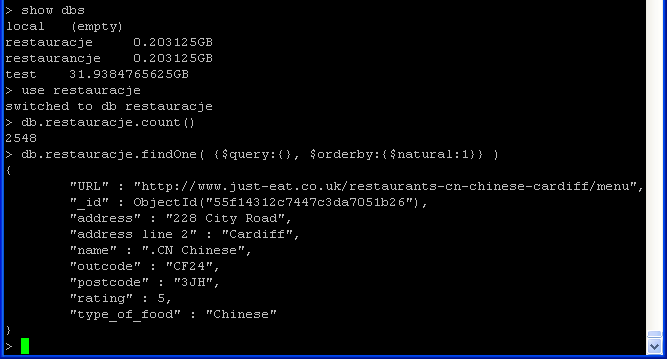 > show dbs
local   (empty)
restauracje     0.203125GB
restaurancje    0.203125GB
test    31.9384765625GB
> use restauracje
switched to db restauracje
> db.restauracje.count()
2548
> db.restauracje.findOne( {$query:{}, $orderby:{$natural:1}} )
{
        "URL" : "http://www.just-eat.co.uk/restaurants-cn-chinese-cardiff/menu",
        "_id" : ObjectId("55f14312c7447c3da7051b26"),
        "address" : "228 City Road",
        "address line 2" : "Cardiff",
        "name" : ".CN Chinese",
        "outcode" : "CF24",
        "postcode" : "3JH",
        "rating" : 5,
        "type_of_food" : "Chinese"
}
>